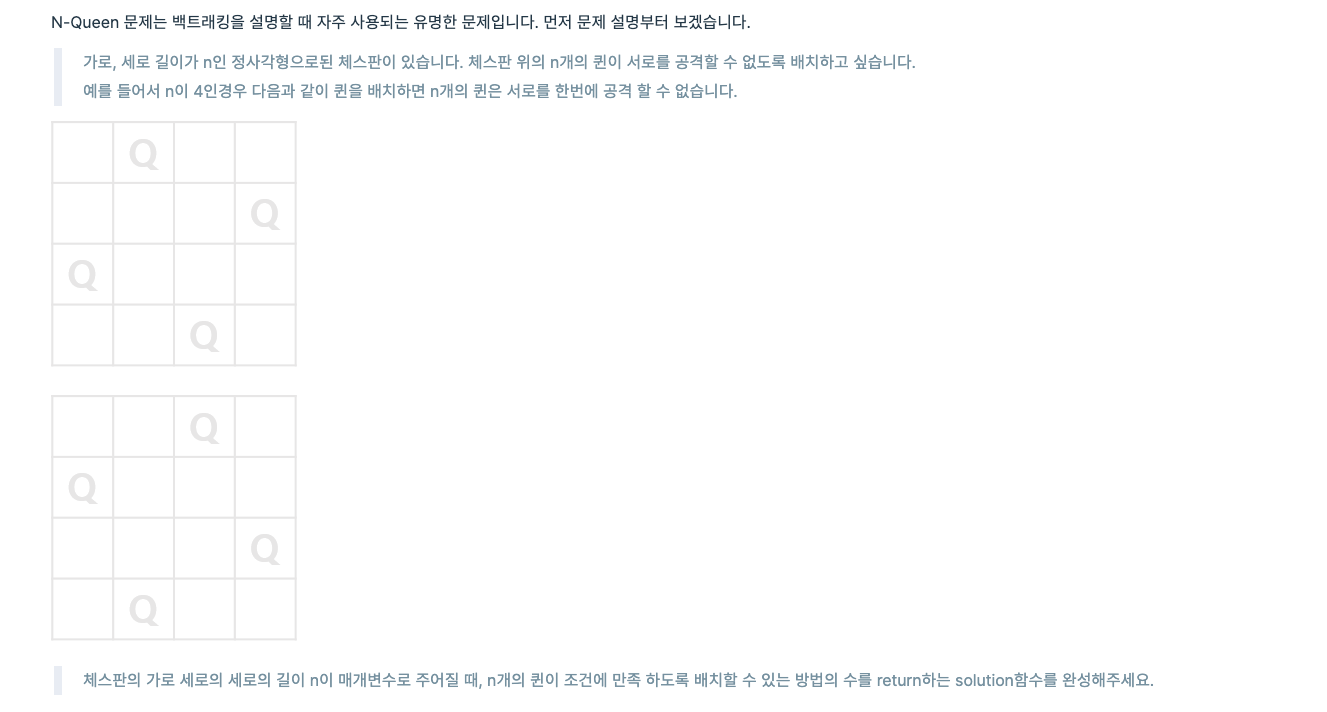 N-Queen 문제는 백트래킹을 설명할 때 자주 사용되는 유명한 문제입니다. 먼저 문제 설명부터 보겠습니다.
가로, 세로 길이가 n인 정사각형으로된 체스판이 있습니다. 체스판 위의 n개의 퀸이 서로를 공격할 수 없도록 배치하고 싶습니다.
예를 들어서 n이 4인경우 다음과 같이 퀸을 배치하면 n개의 퀸은 서로를 한번에 공격 할 수 없습니다.
Q
Q
Q
Q
Q
Q
Q
Q
체스판의 가로 세로의 세로의 길이 n이 매개변수로 주어질 때, n개의 퀸이 조건에 만족 하도록 배치할 수 있는 방법의 수를 return하는 solution함수를 완성해주세요.